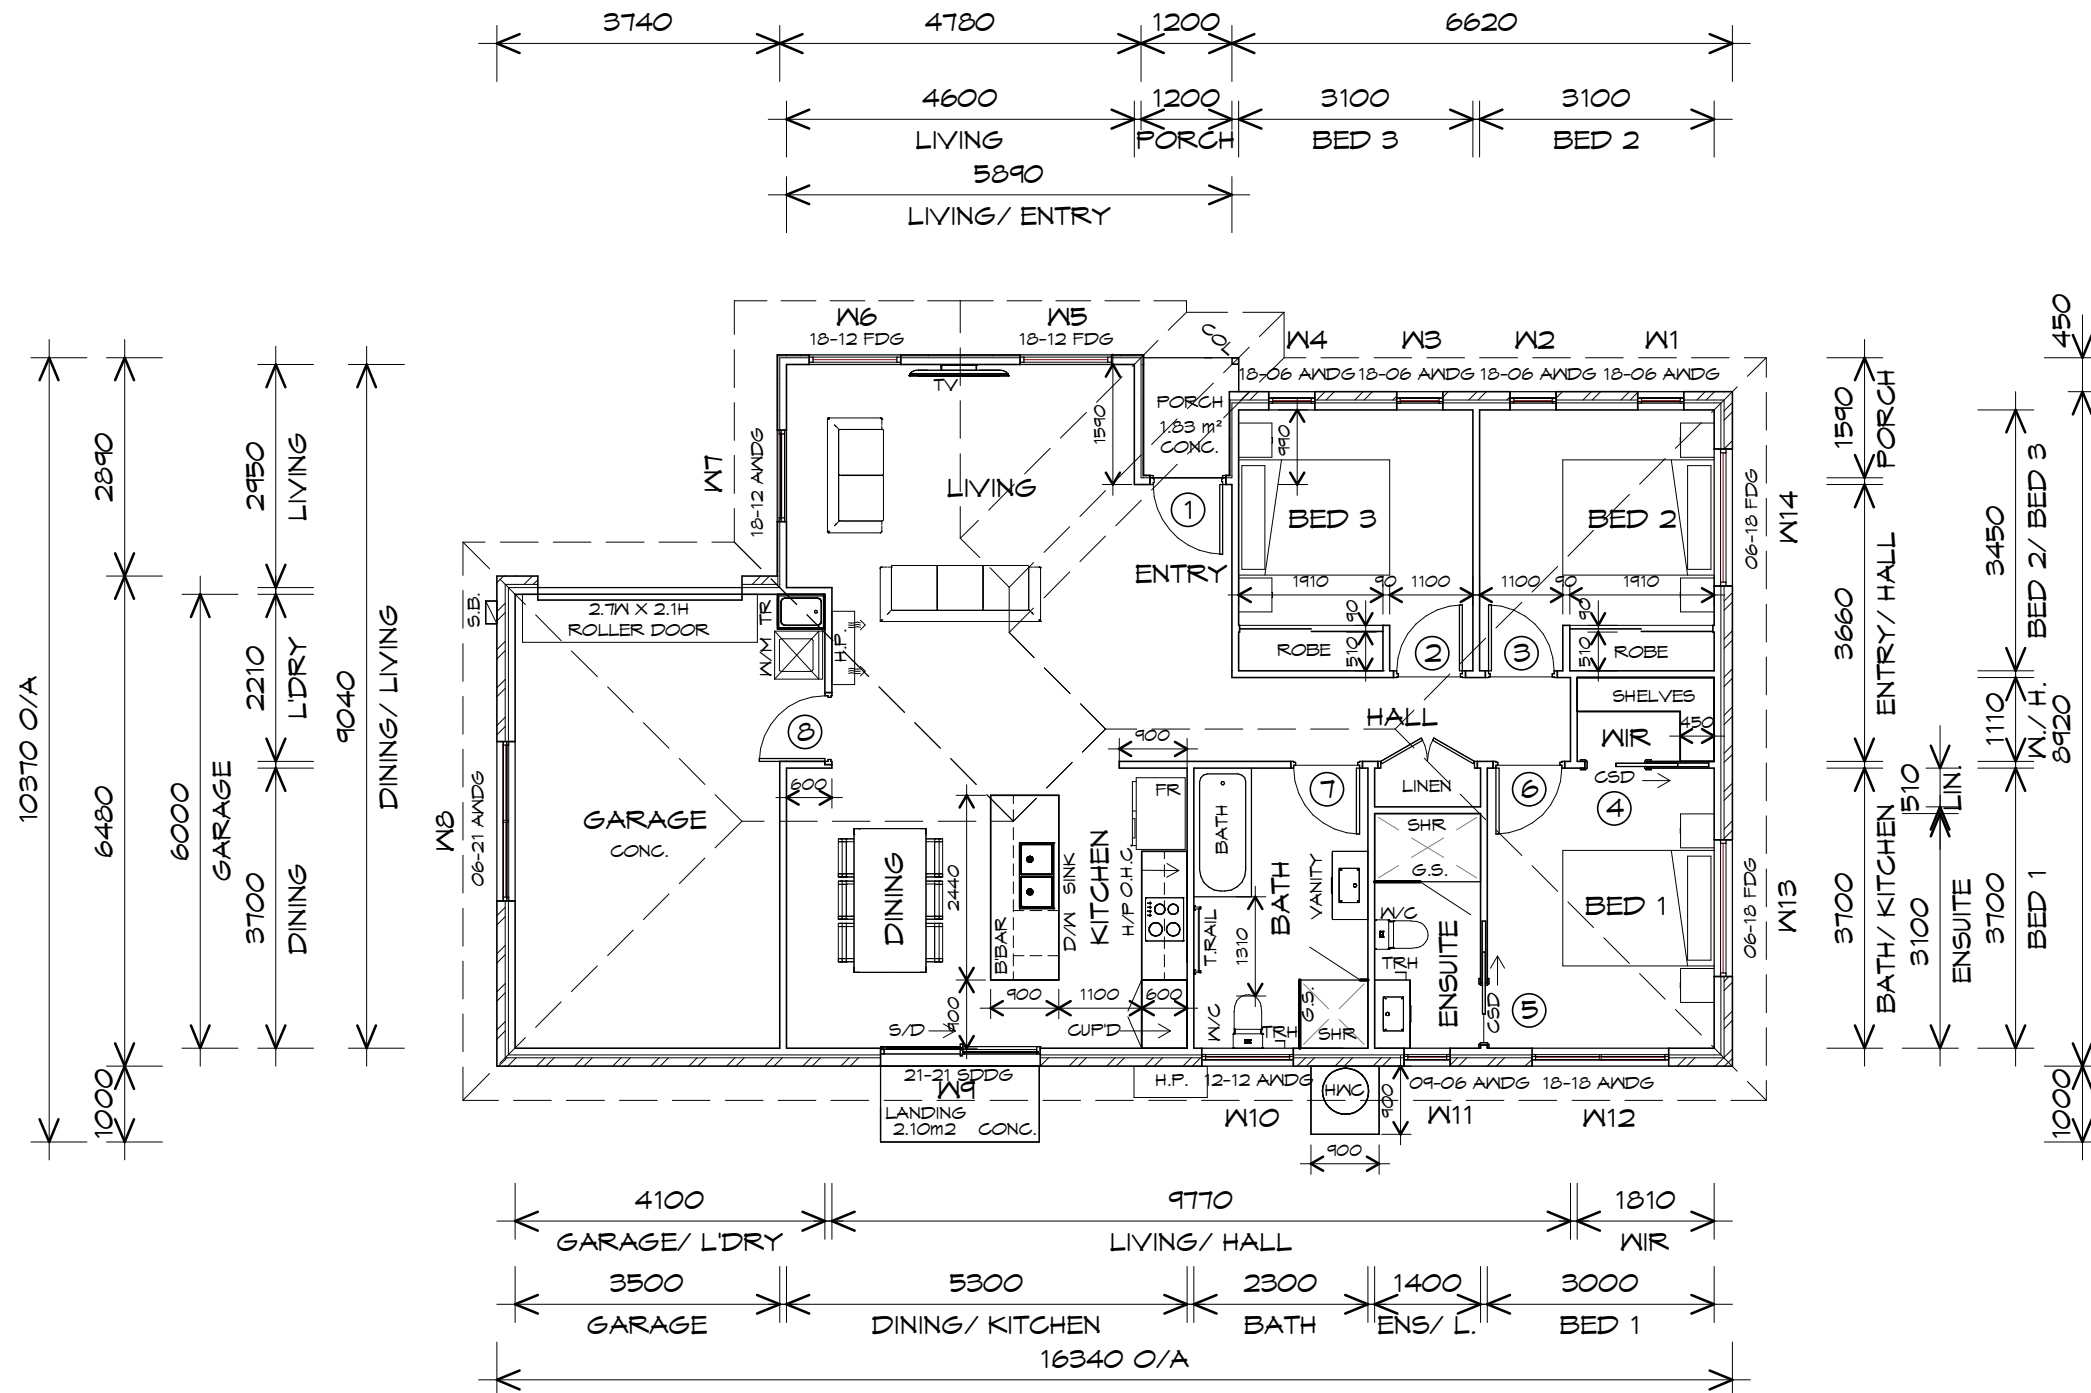 3740 4780 1200 6620
4600 1200 3100 3100
LIVING PORCH BED 3 BED 2
5890
LIVING/ ENTRY
W6 W5 COL W4 W3 W2 W1
18-12 FDG 18-12 FDG
18-06 AWDG 18-06 AWDG 18-06 AWDG 18-06 AWDG
TV
1590
PORCH
1.83 m²
CONC.
990
W7
18-12 AWDG
LIVING
1
BED 3 BED 2
06-18 FDG
W14
ENTRY
1910 90 1100 1100 90 1910
90 90
ROBE 510 2 3 510 ROBE
S.B.
2.7W X 2.1H
ROLLER DOOR
TR
W/M
H.P.
SHELVES
HALL
WIR 450
8
900
600
CSD
4
LINEN
7 6
FR
BATH
SHR
G.S.
W8
06-21 AWDG
GARAGE
CONC.
DINING
2440
SINK
D/W
B'BAR
KITCHEN
H/P O.H.C
T.RAIL
1310
BATH
VANITY
W/C
TRH
ENSUITE
BED 1
06-18 FDG
W13
900 1100 600
900
S/D
CUP'D
W/C
TRH
G.S.
SHR
CSD
5
21-21 SDDG
W9
LANDING
2.10m2 CONC.
H.P.
12-12 AWDG
W10
HWC
900
900
09-06 AWDG
W11
18-18 AWDG
W12
10370 O/A
2890
6480
1000
6000
GARAGE
2950
LIVING
2210
L'DRY
3700
DINING
9040
DINING/ LIVING
1590
PORCH
3660
ENTRY/ HALL
3700
BATH/ KITCHEN
510
LIN.
3100
ENSUITE
3450
BED 2/ BED 3
1110
W./ H.
3700
BED 1
450
8920
1000
4100 9770 1810
GARAGE/ L'DRY LIVING/ HALL WIR
3500 5300 2300 1400 3000
GARAGE DINING/ KITCHEN BATH ENS/ L. BED 1
16340 O/A